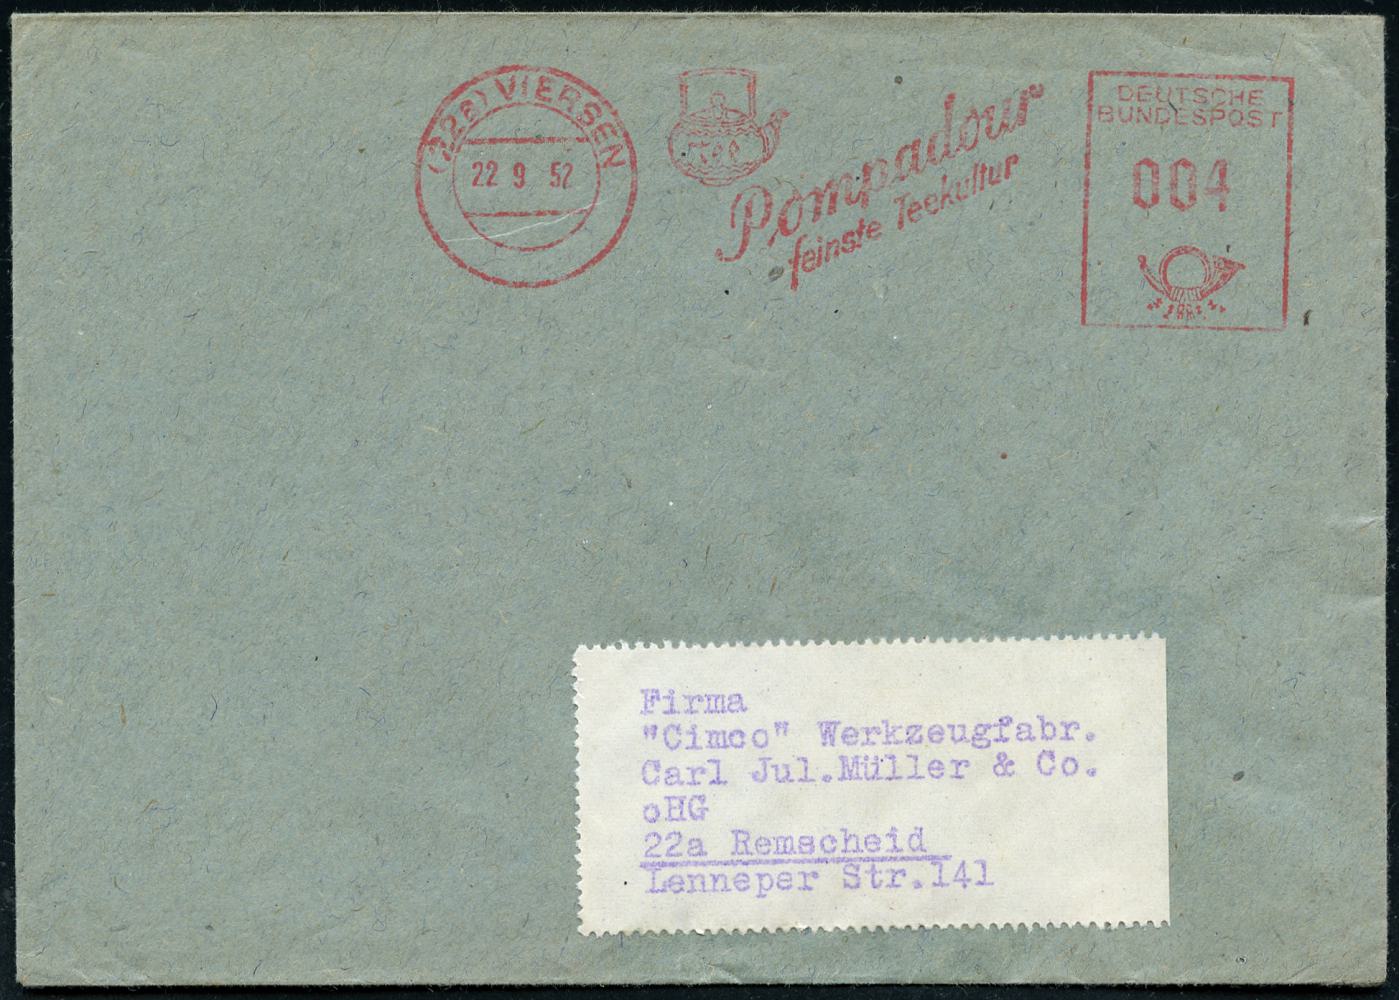 (22a) VIERSEN
22 9 52
Tee
Pompadour
feinste Teekultur
DEUTSCHE
BUNDESPOST
004
Firma
"Cimco" Werkzeugfabr.
Carl Jul.Müller & Co.
oHG
22a Remscheid
Lenneper Str.141